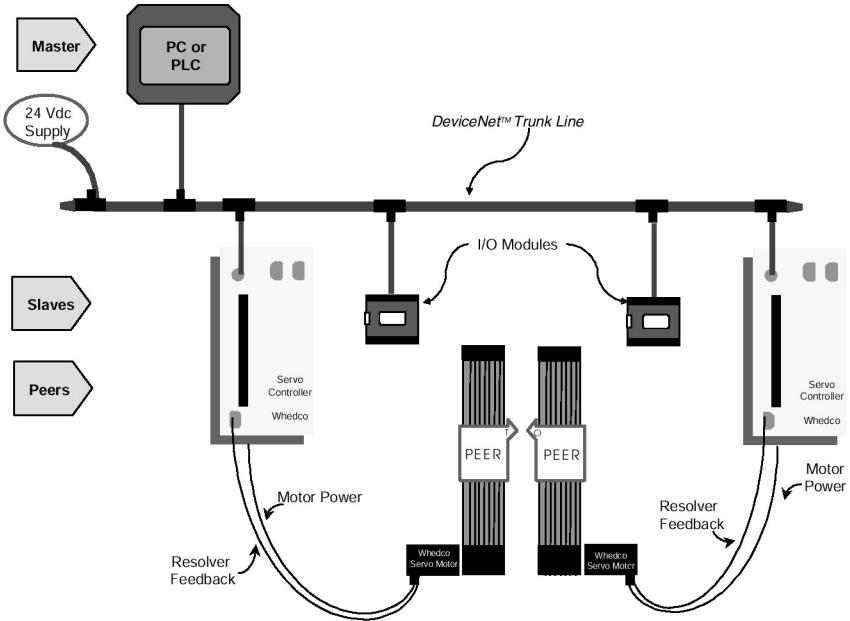 Master
PC or
PLC
24 Vdc
Supply
DeviceNet™ Trunk Line
I/O Modules
Slaves
Peers
Servo
Controller
Whedco
Servo
Controller
Whedco
T
O
PEER
PEER
Motor Power
Resolver
Feedback
Motor
Power
Resolver
Feedback
Whedco
Servo Motor
Whedco
Servo Motor